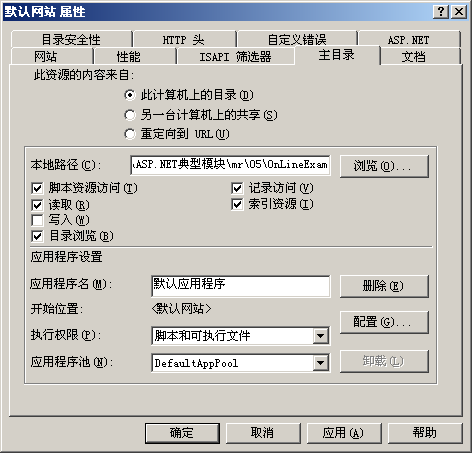 默认网站 属性
目录安全性 HTTP 头 自定义错误 ASP.NET
网站 性能 ISAPI 筛选器 主目录 文档
此资源的内容来自:
此计算机上的目录(D)
另一台计算机上的共享(S)
重定向到 URL(U)
本地路径(C): .ASP.NET典型模块\mr\05\OnLineExam 浏览(O)...
脚本资源访问(T) 记录访问(V)
读取(R) 索引资源(I)
写入(W)
目录浏览(B)
应用程序设置
应用程序名(M): 默认应用程序 删除(E)
开始位置: <默认网站>
配置(G)...
执行权限(P): 脚本和可执行文件
应用程序池(N): DefaultAppPool 卸载(L)
确定 取消 应用(A) 帮助